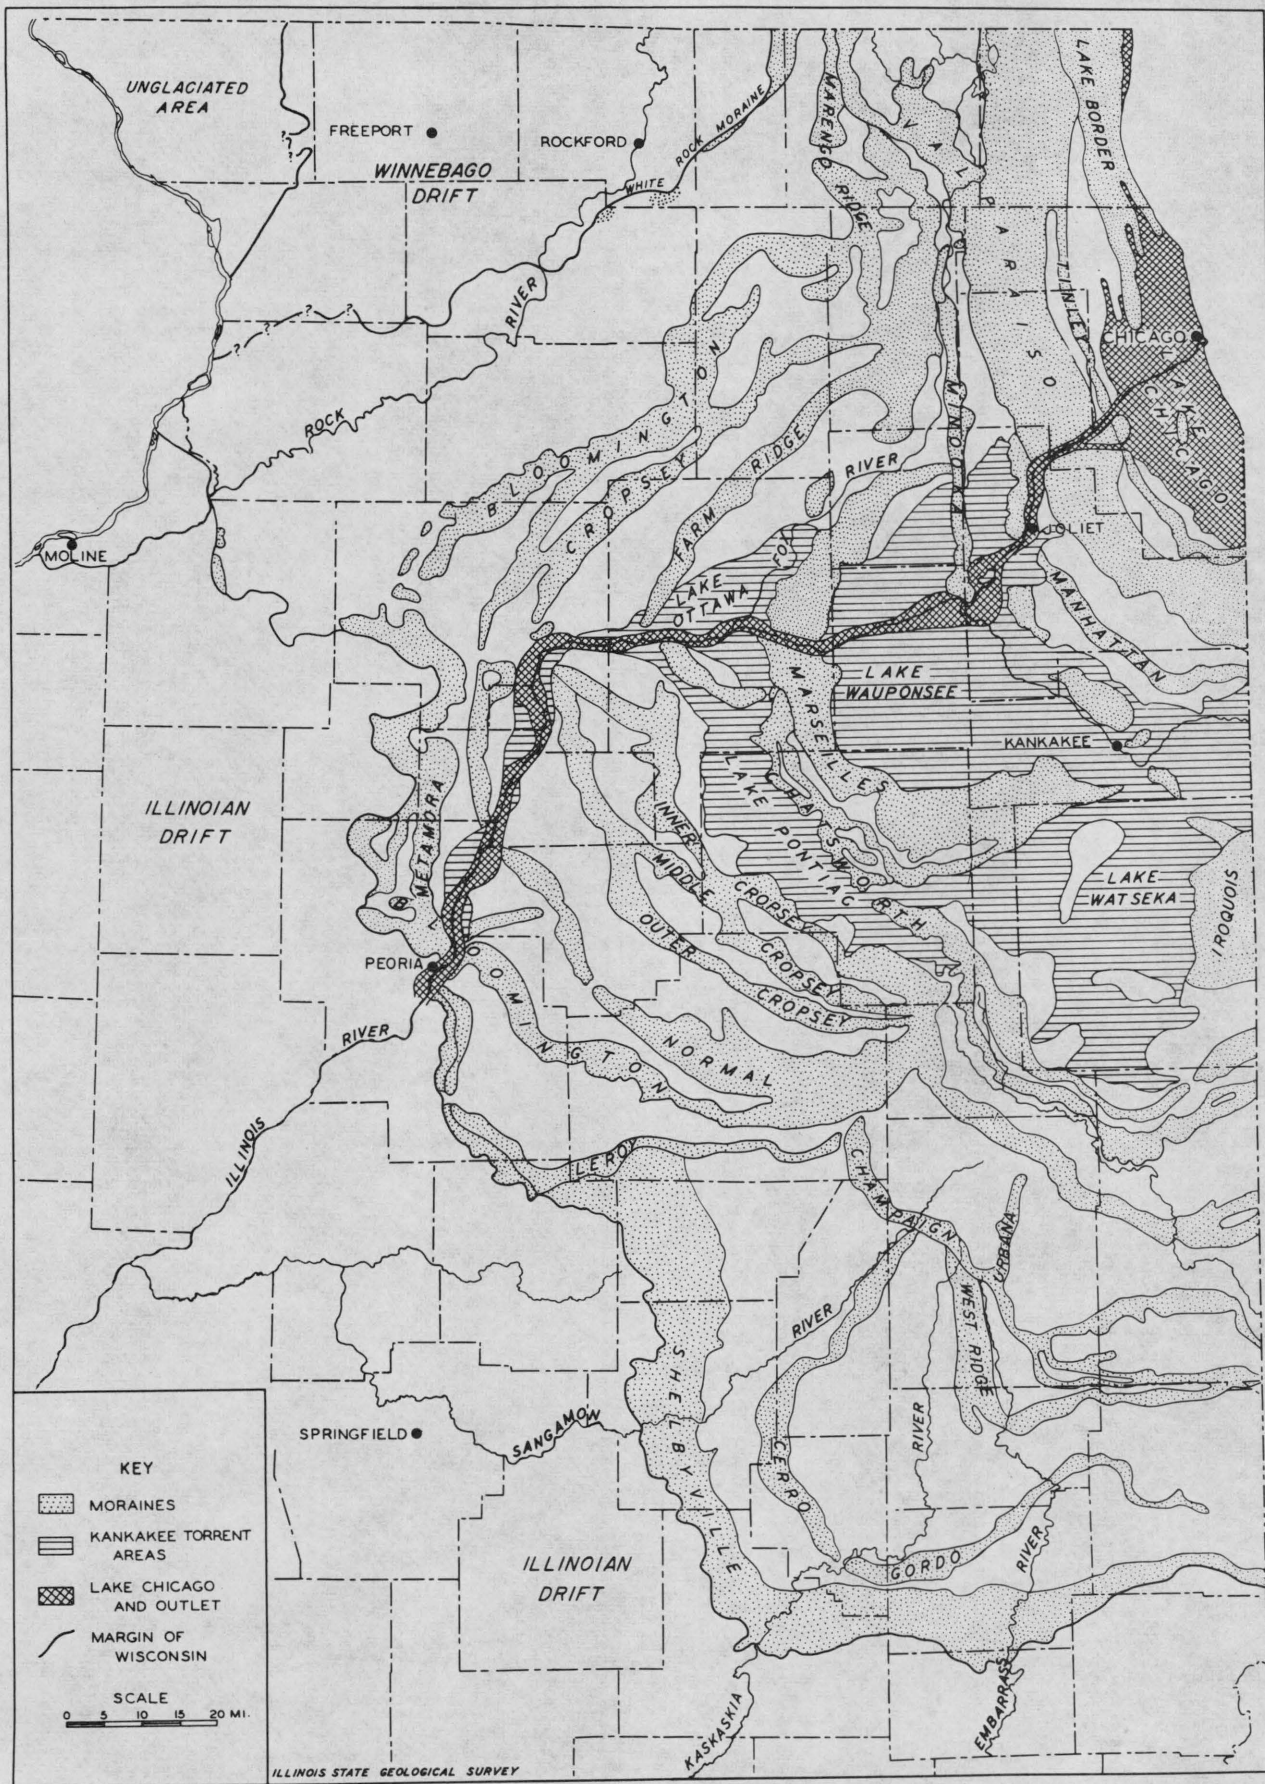 UNGLACIATED
AREA
FREEPORT
ROCKFORD
WINNEBAGO
DRIFT
WHITE ROCK MORAINE
MARENGO RIDGE
VALPARAISO
LAKE BORDER
TINLEY
CHICAGO
LAKE
CHICAGO
MINOOKA
ROCK RIVER
BLOOMINGTON
CROPSEY
FARM RIDGE
FOX RIVER
MOLINE
JOLIET
LAKE
OTTAWA
MANHATTAN
LAKE
WAUPONSEE
MARSEILLES
KANKAKEE
ILLINOIAN
DRIFT
METAMORA
INNER CROPSEY
MIDDLE CROPSEY
OUTER CROPSEY
LAKE PONTIAC
CHATSWORTH
LAKE
WATSEKA
IROQUOIS
PEORIA
BLOOMINGTON
NORMAL
ILLINOIS RIVER
LEROY
CHAMPAIGN
URBANA
WEST RIDGE
SHELBYVILLE
SANGAMON RIVER
SPRINGFIELD
CERRO GORDO
RIVER
RIVER
ILLINOIAN
DRIFT
KASKASKIA
EMBARRASS
KEY
MORAINES
KANKAKEE TORRENT
AREAS
LAKE CHICAGO
AND OUTLET
MARGIN OF
WISCONSIN
SCALE
0 5 10 15 20 MI.
ILLINOIS STATE GEOLOGICAL SURVEY